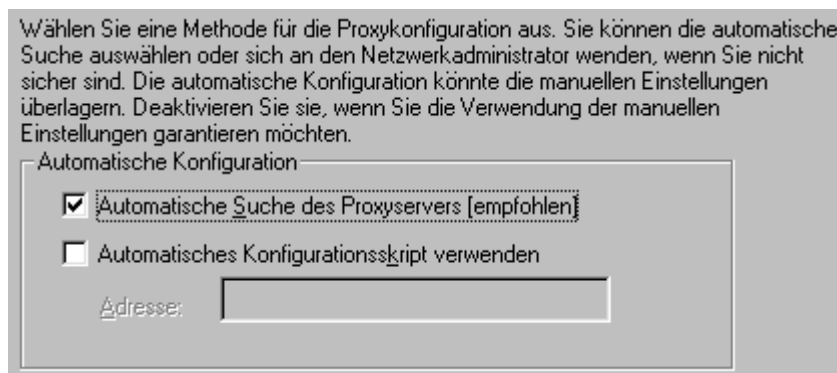 Wählen Sie eine Methode für die Proxykonfiguration aus. Sie können die automatische
Suche auswählen oder sich an den Netzwerkadministrator wenden, wenn Sie nicht
sicher sind. Die automatische Konfiguration könnte die manuellen Einstellungen
überlagern. Deaktivieren Sie sie, wenn Sie die Verwendung der manuellen
Einstellungen garantieren möchten.
Automatische Konfiguration
Automatische Suche des Proxyservers [empfohlen]
Automatisches Konfigurationsskript verwenden
Adresse: